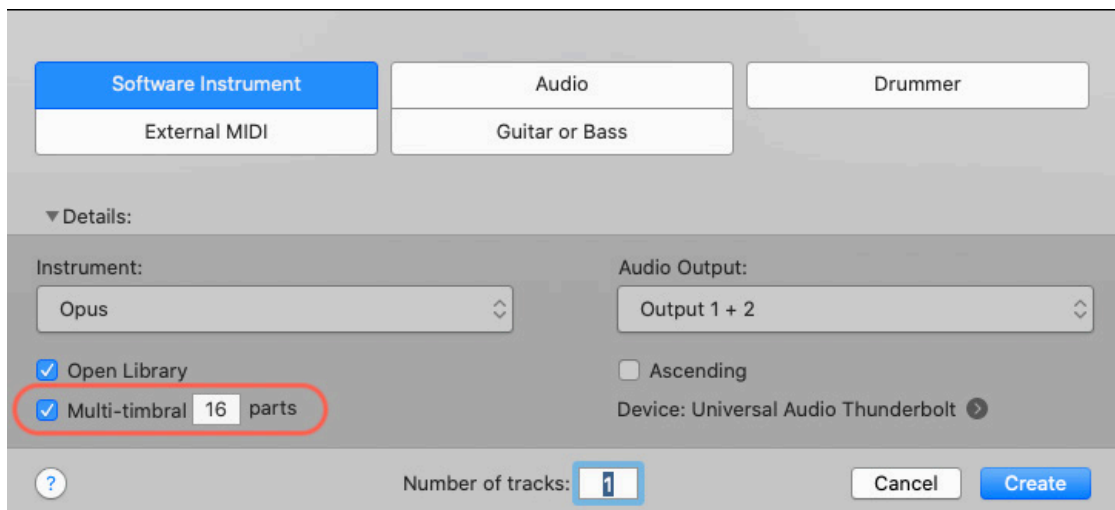 Software Instrument
Audio
Drummer
External MIDI
Guitar or Bass
Details:
Instrument:
Audio Output:
Opus
Output 1 + 2
Open Library
Ascending
Multi-timbral 16 parts
Device: Universal Audio Thunderbolt
? Number of tracks: 1 Cancel Create